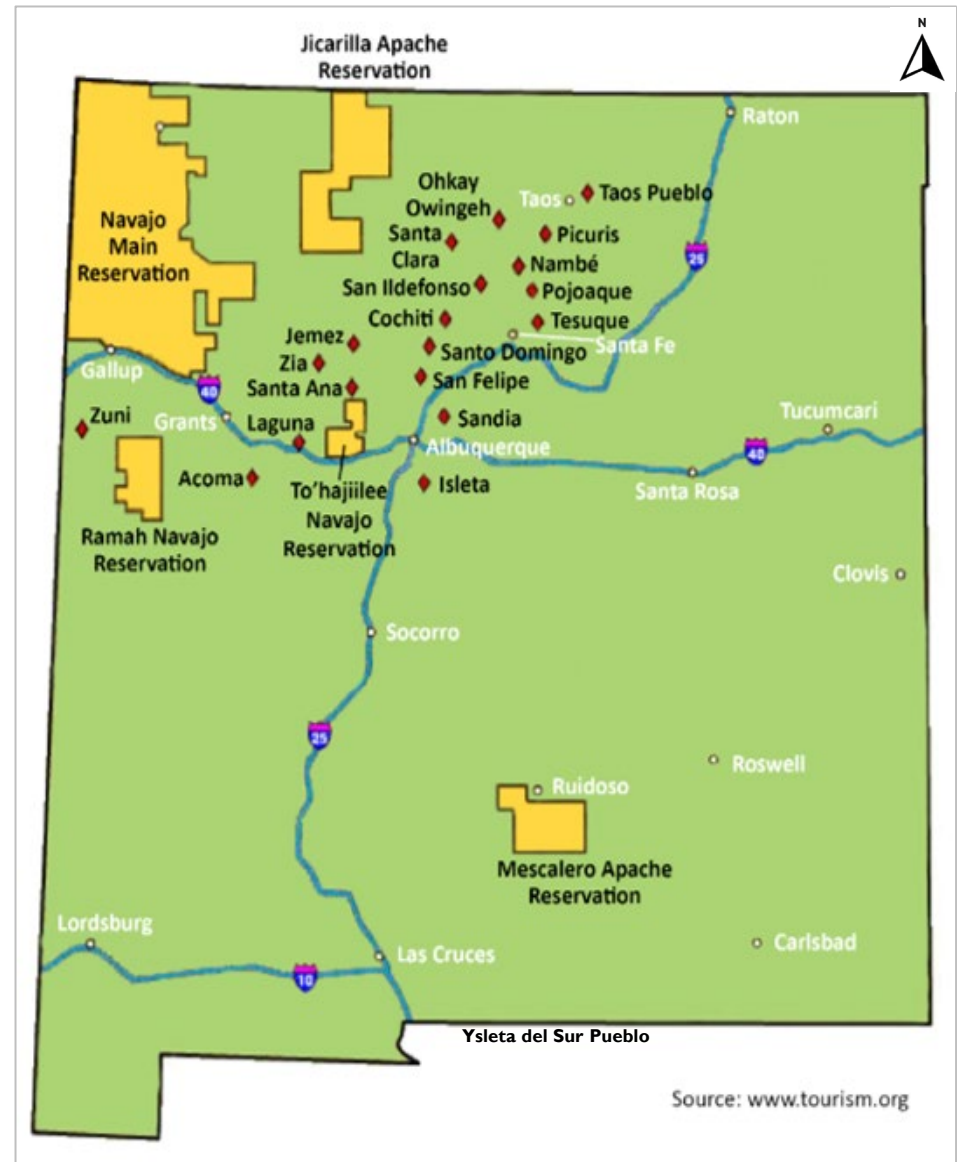 N
Jicarilla Apache
Reservation
Raton
Ohkay
Owingeh
Taos
Taos Pueblo
Navajo
Main
Reservation
Santa
Clara
Picuris
25
Nambé
San Ildefonso
Pojoaque
Cochiti
Tesuque
Jemez
Santo Domingo
Santa Fe
Zia
Gallup
Santa Ana
San Felipe
40
Zuni
Grants
Laguna
Sandia
Tucumcari
Albuquerque
40
Acoma
To'hajiilee
Navajo
Reservation
Isleta
Santa Rosa
Ramah Navajo
Reservation
Clovis
Socorro
25
Roswell
Ruidoso
Mescalero Apache
Reservation
Lordsburg
Las Cruces
Carlsbad
10
Ysleta del Sur Pueblo
Source: www.tourism.org